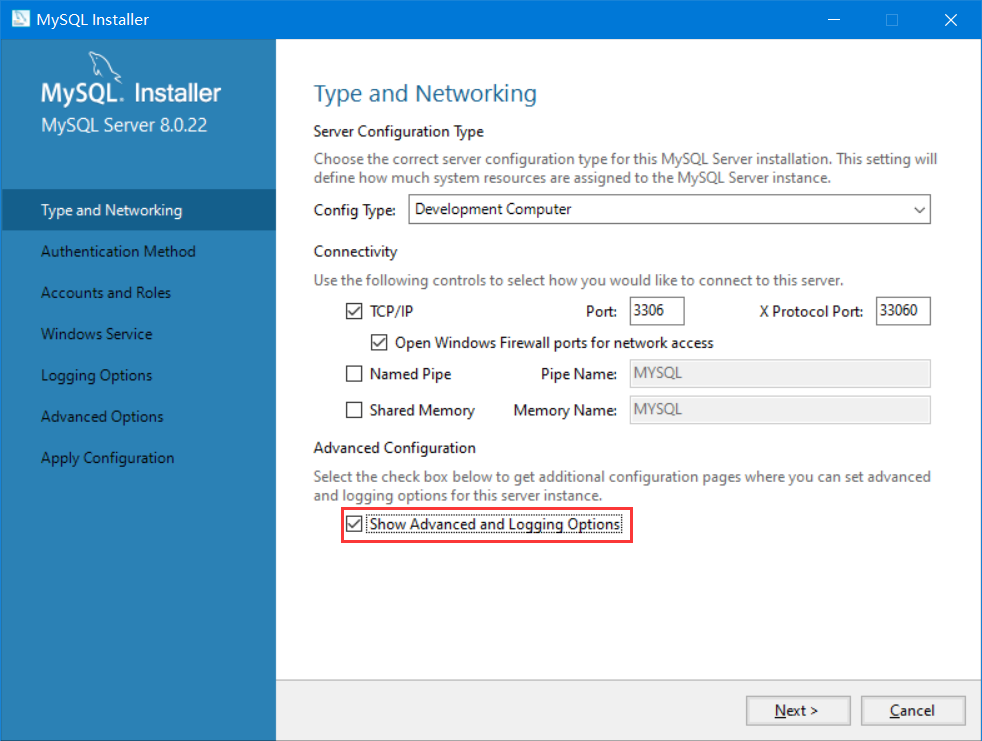 MySQL Installer
MySQL. Installer
MySQL Server 8.0.22
Type and Networking
Authentication Method
Accounts and Roles
Windows Service
Logging Options
Advanced Options
Apply Configuration
Type and Networking
Server Configuration Type
Choose the correct server configuration type for this MySQL Server installation. This setting will
define how much system resources are assigned to the MySQL Server instance.
Config Type: Development Computer
Connectivity
Use the following controls to select how you would like to connect to this server.
TCP/IP Port: 3306 X Protocol Port: 33060
Open Windows Firewall ports for network access
Named Pipe Pipe Name: MYSQL
Shared Memory Memory Name: MYSQL
Advanced Configuration
Select the check box below to get additional configuration pages where you can set advanced
and logging options for this server instance.
Show Advanced and Logging Options
Next > Cancel